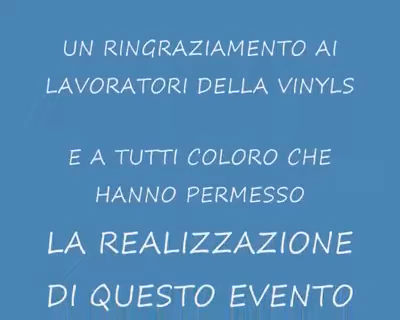 UN RINGRAZIAMENTO AI
LAVORATORI DELLA VINYLS
E A TUTTI COLORO CHE
HANNO PERMESSO
LA REALIZZAZIONE
DI QUESTO EVENTO